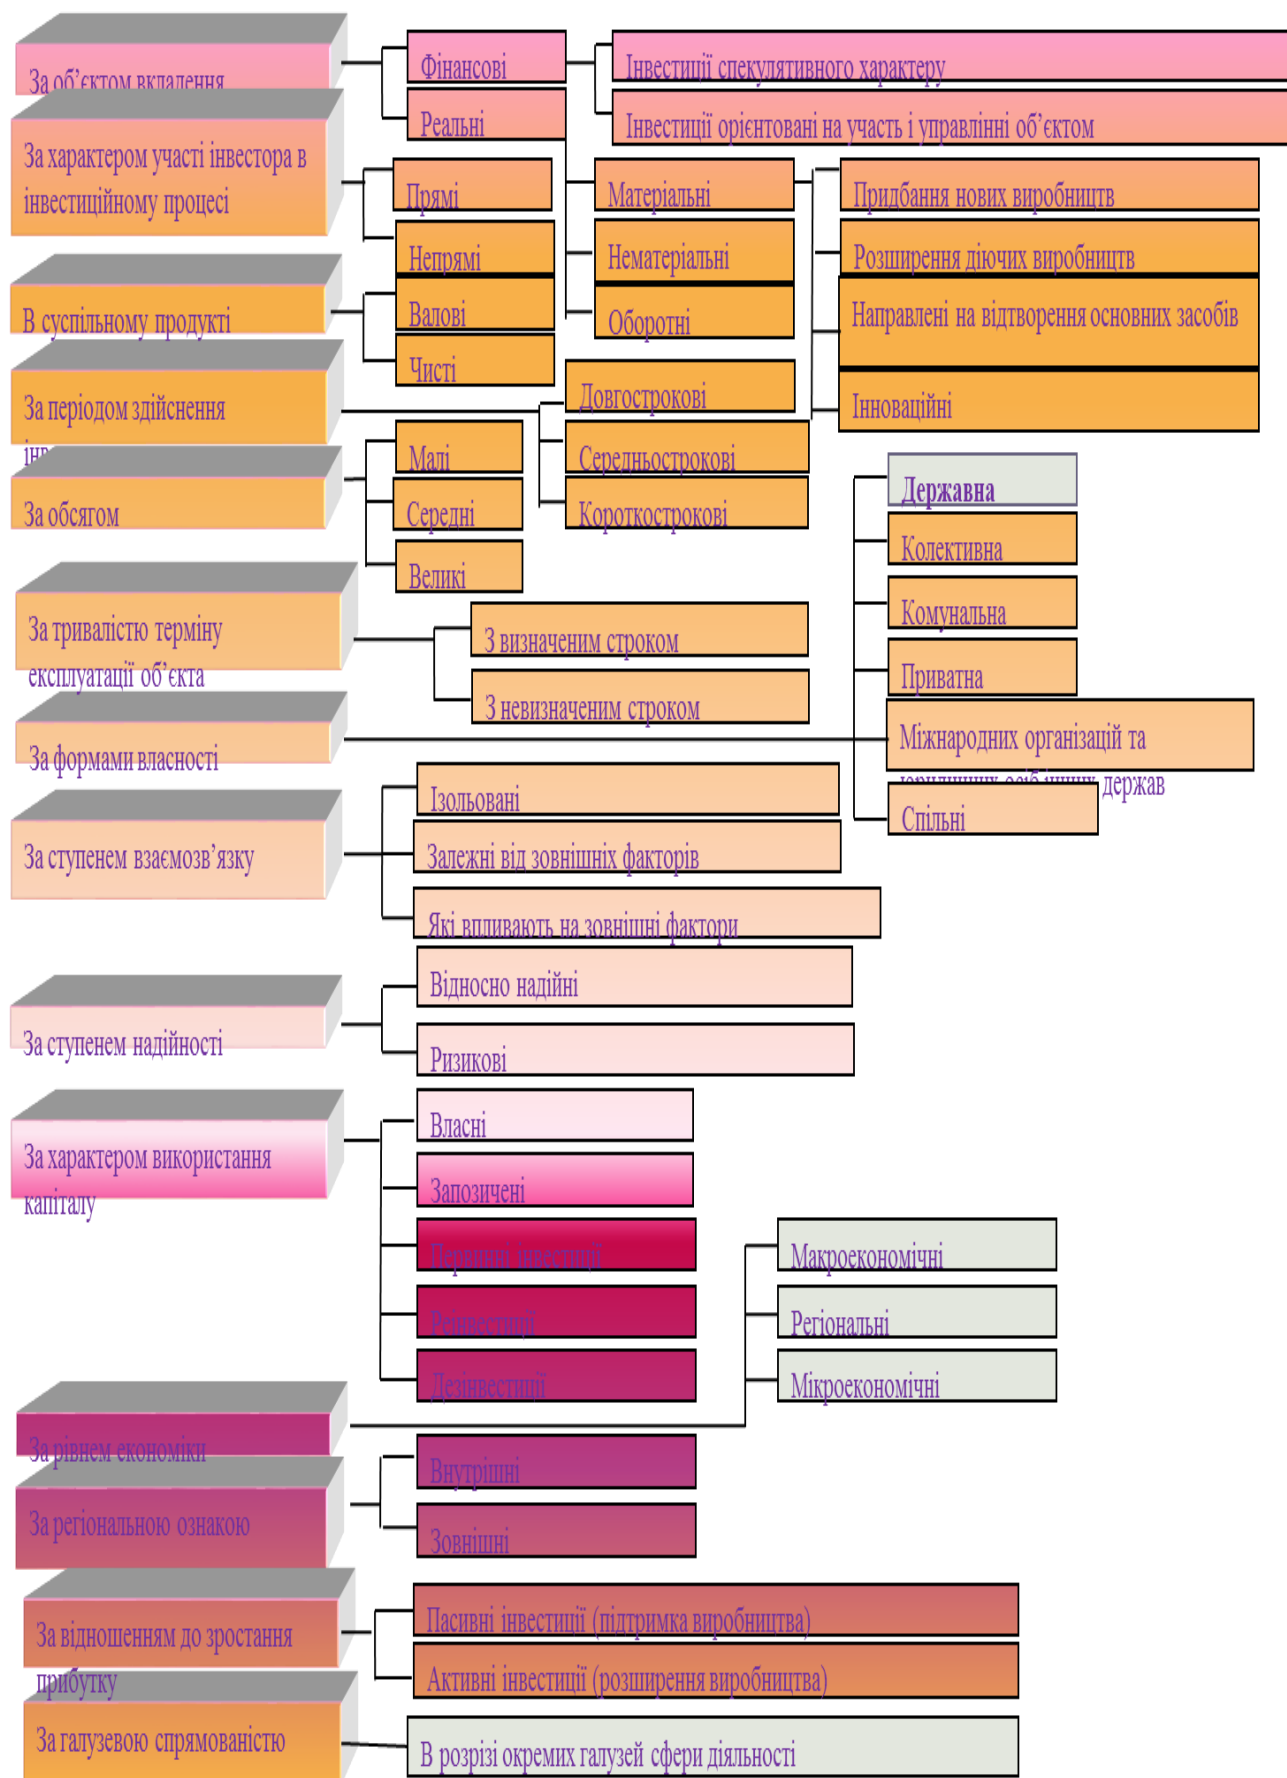 За об’єктом вкладення
Фінансові
Інвестиції спекулятивного характеру
Реальні
Інвестиції орієнтовані на участь і управлінні об’єктом
За характером участі інвестора в
інвестиційному процесі
Прямі
Непрямі
Матеріальні
Нематеріальні
Оборотні
Придбання нових виробництв
Розширення діючих виробництв
Направлені на відтворення основних засобів
Інноваційні
В суспільному продукті
Валові
Чисті
За періодом здійснення
Довгострокові
Середньострокові
Короткострокові
За обсягом
Малі
Середні
Великі
За тривалістю терміну
експлуатації об’єкта
З визначеним строком
З невизначеним строком
За формами власності
Державна
Колективна
Комунальна
Приватна
Міжнародних організацій та
юридичних осіб інших держав
Спільні
За ступенем взаємозв’язку
Ізольовані
Залежні від зовнішніх факторів
Які впливають на зовнішні фактори
За ступенем надійності
Відносно надійні
Ризикові
За характером використання
капіталу
Власні
Запозичені
Первинні інвестиції
Реінвестиції
Дезінвестиції
За рівнем економіки
Макроекономічні
Регіональні
Мікроекономічні
За регіональною ознакою
Внутрішні
Зовнішні
За відношенням до зростання
прибутку
Пасивні інвестиції (підтримка виробництва)
Активні інвестиції (розширення виробництва)
За галузевою спрямованістю
В розрізі окремих галузей сфери діяльності